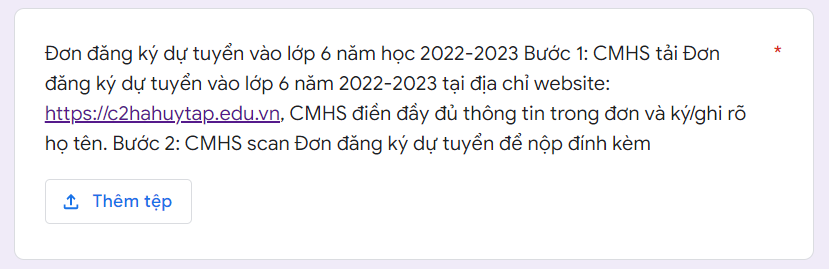 Đơn đăng ký dự tuyển vào lớp 6 năm học 2022-2023 Bước 1: CMHS tải Đơn *
đăng ký dự tuyển vào lớp 6 năm 2022-2023 tại địa chỉ website:
https://c2hahuytap.edu.vn, CMHS điền đầy đủ thông tin trong đơn và ký/ghi rõ
họ tên. Bước 2: CMHS scan Đơn đăng ký dự tuyển để nộp đính kèm
Thêm tệp